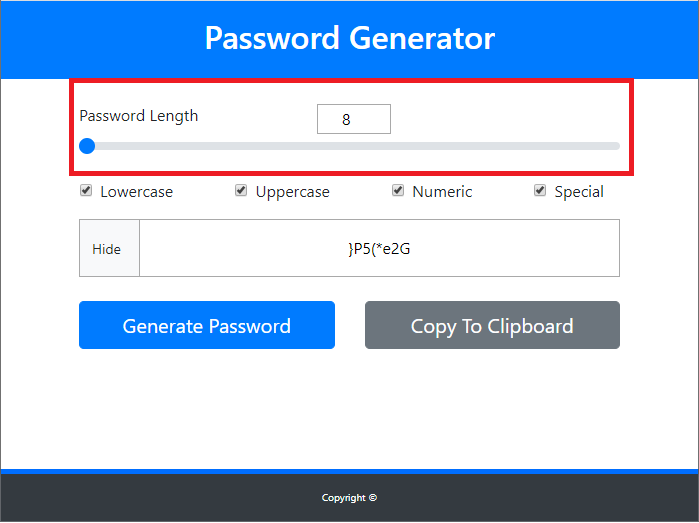 Password Generator
Password Length 8
Lowercase Uppercase Numeric Special
Hide }P5(*e2G
Generate Password Copy To Clipboard
Copyright ©